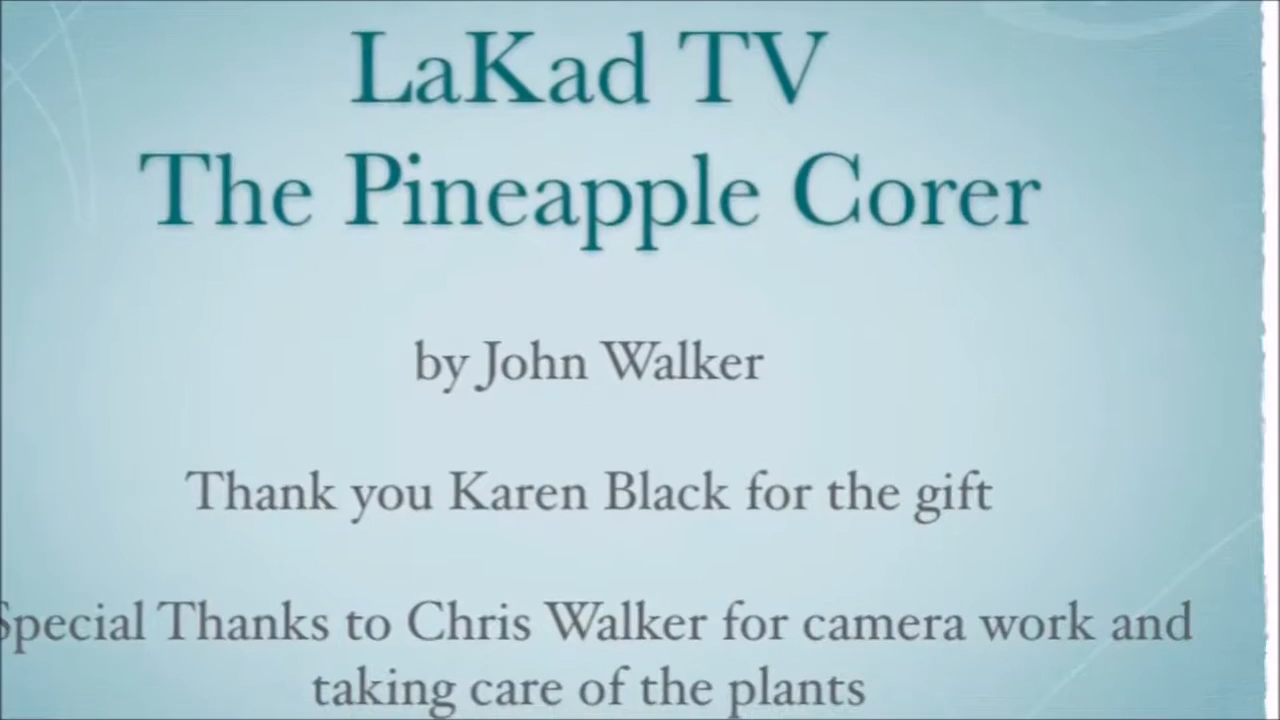 LaKad TV
The Pineapple Corer
by John Walker
Thank you Karen Black for the gift
Special Thanks to Chris Walker for camera work and
taking care of the plants